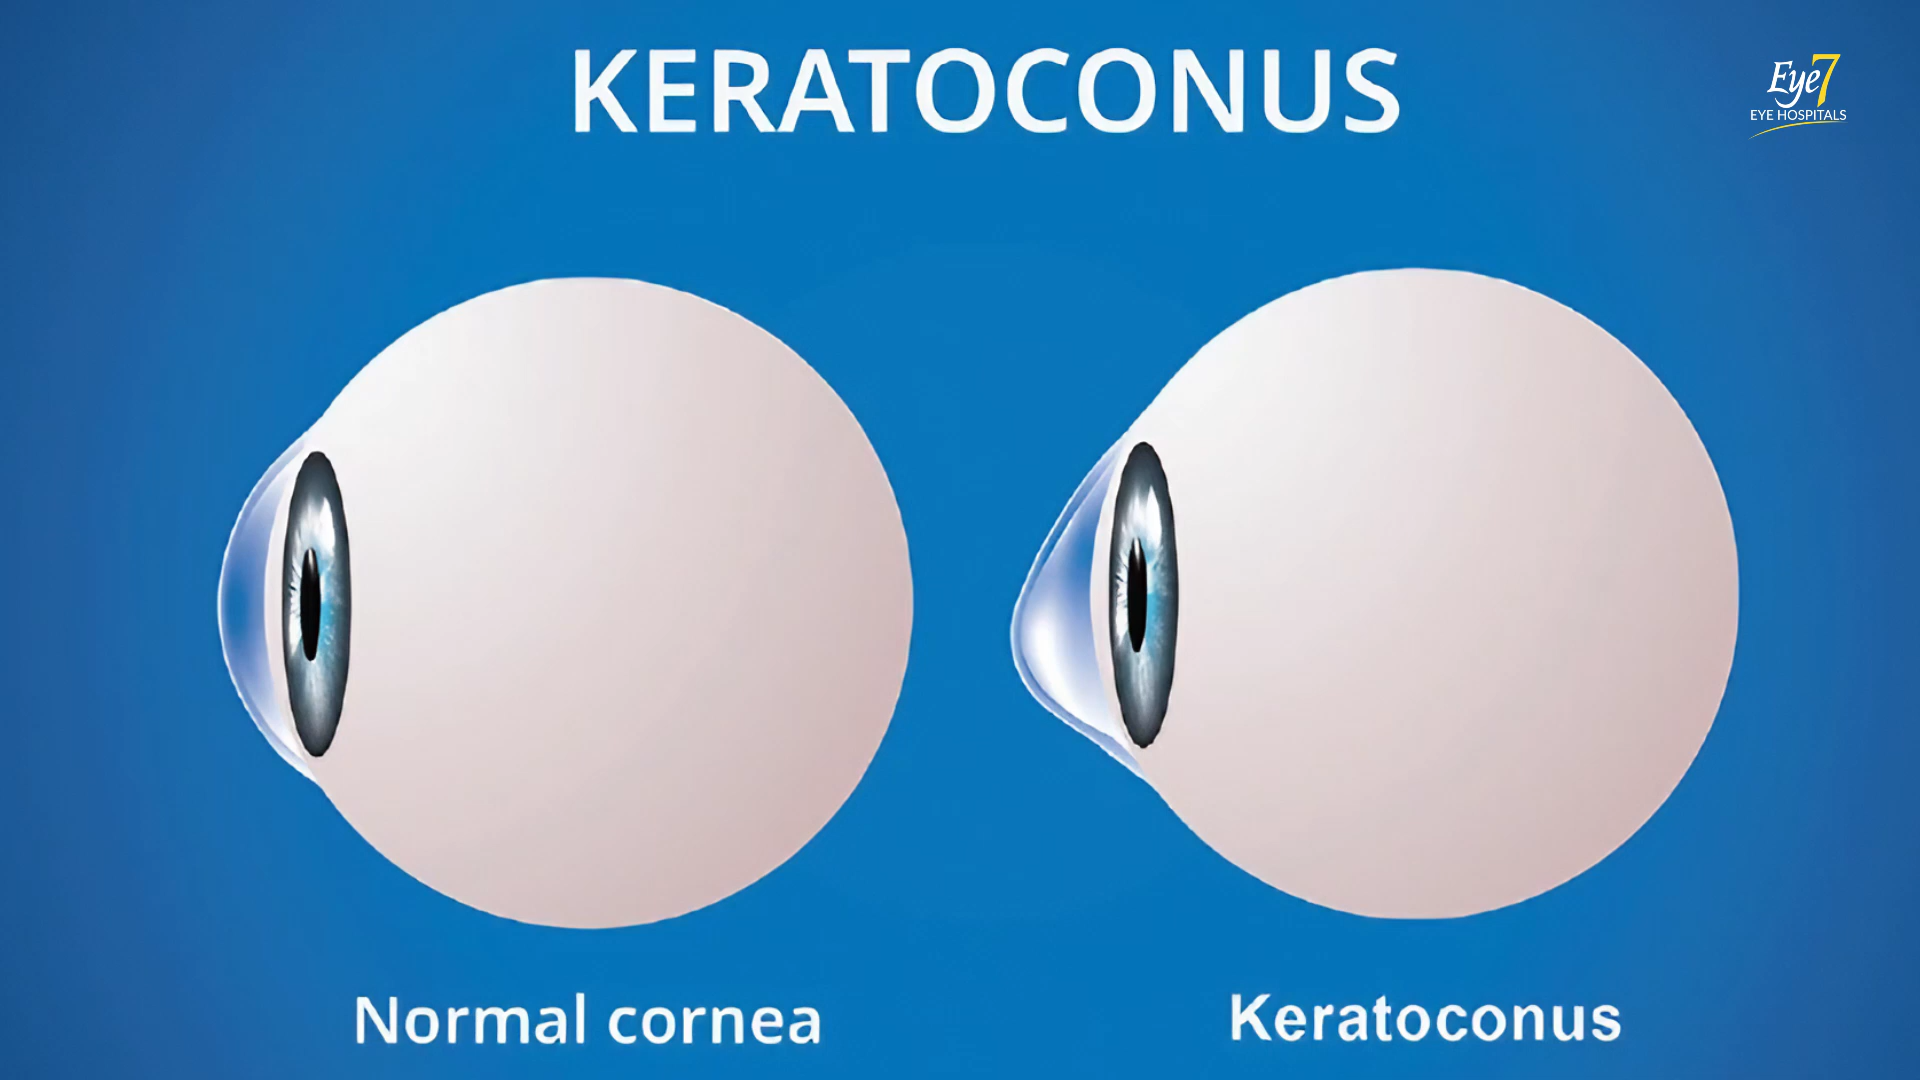 KERATOCONUS
Eye7
EYE HOSPITALS
Normal cornea
Keratoconus